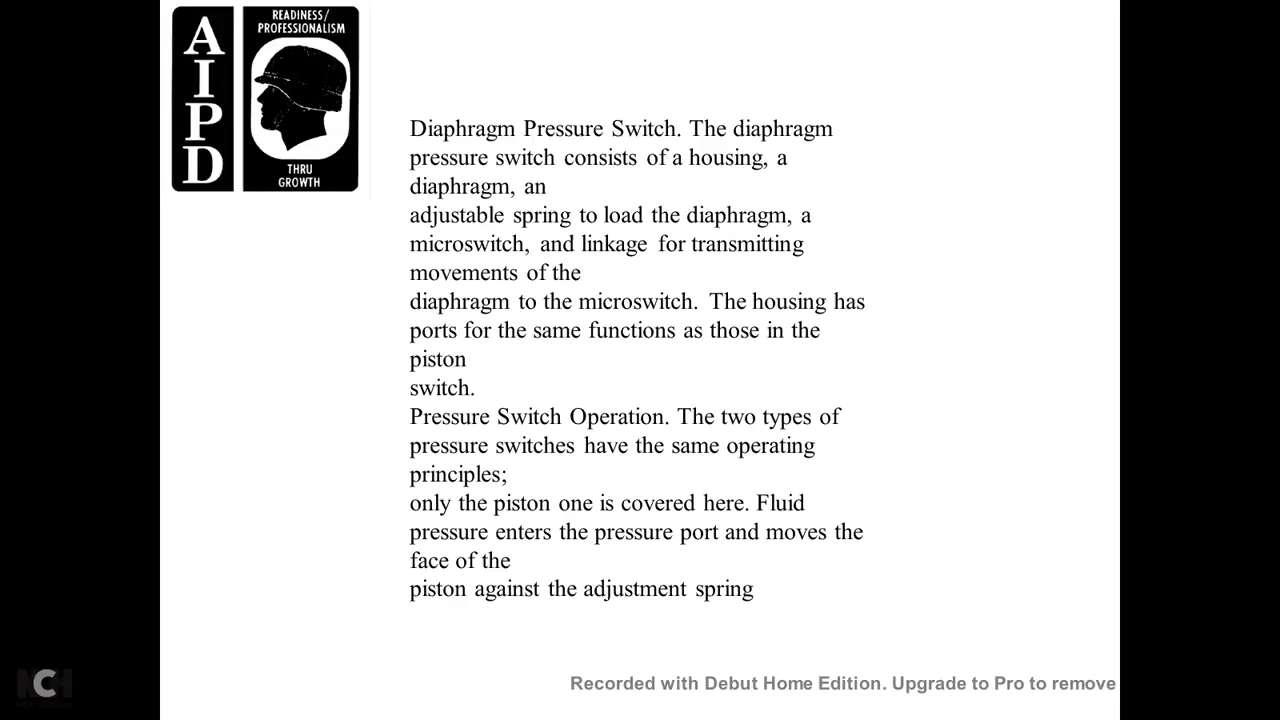 AIPD
READINESS/
PROFESSIONALISM
THRU
GROWTH
Diaphragm Pressure Switch. The diaphragm
pressure switch consists of a housing, a
diaphragm, an
adjustable spring to load the diaphragm, a
microswitch, and linkage for transmitting
movements of the
diaphragm to the microswitch. The housing has
ports for the same functions as those in the
piston
switch.
Pressure Switch Operation. The two types of
pressure switches have the same operating
principles;
only the piston one is covered here. Fluid
pressure enters the pressure port and moves the
face of the
piston against the adjustment spring
NCH
Recorded with Debut Home Edition. Upgrade to Pro to remove